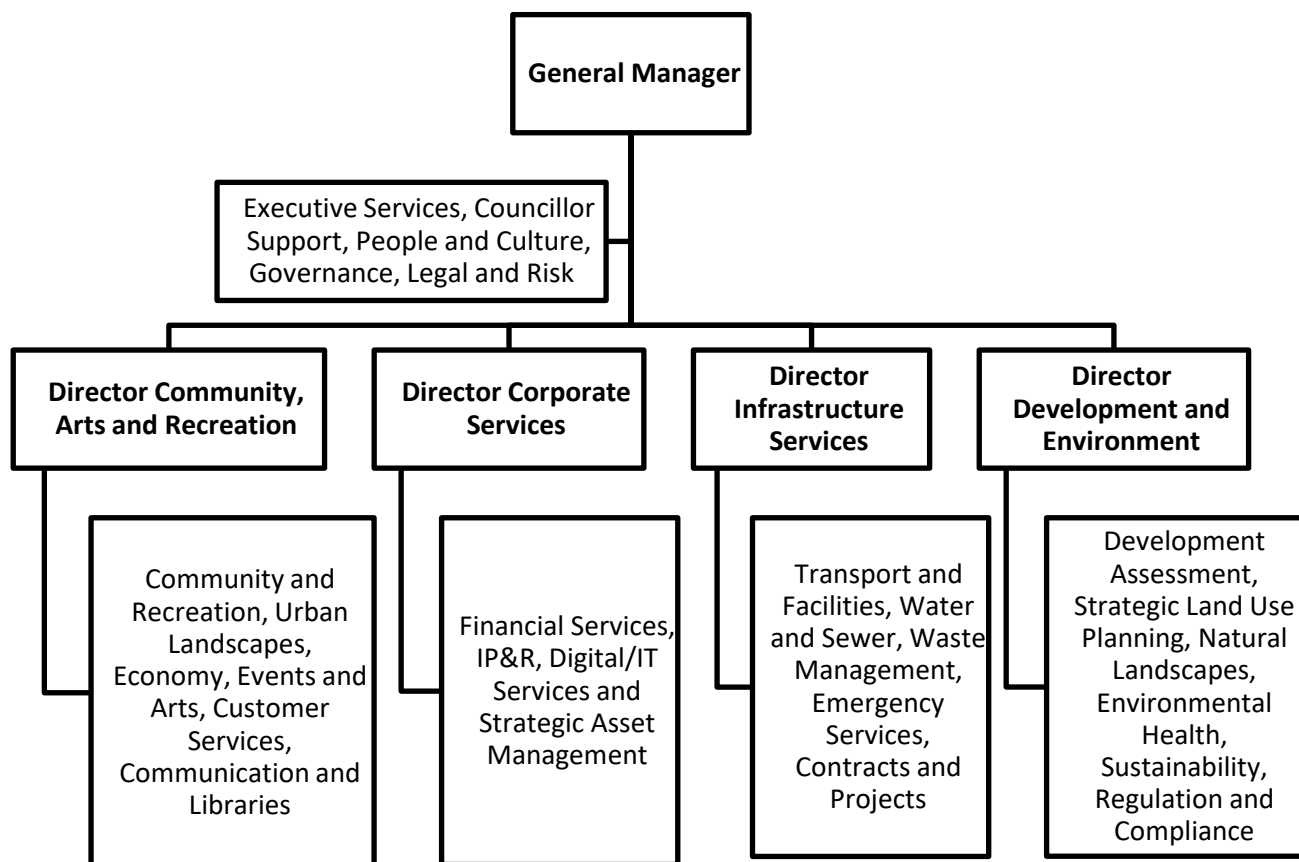 General Manager
Executive Services, Councillor
Support, People and Culture,
Governance, Legal and Risk
Director Community,
Arts and Recreation
Director Corporate
Services
Director
Infrastructure
Services
Director
Development and
Environment
Community and
Recreation, Urban
Landscapes,
Economy, Events and
Arts, Customer
Services,
Communication and
Libraries
Financial Services,
IP&R, Digital/IT
Services and
Strategic Asset
Management
Transport and
Facilities, Water
and Sewer, Waste
Management,
Emergency
Services,
Contracts and
Projects
Development
Assessment,
Strategic Land Use
Planning, Natural
Landscapes,
Environmental
Health,
Sustainability,
Regulation and
Compliance